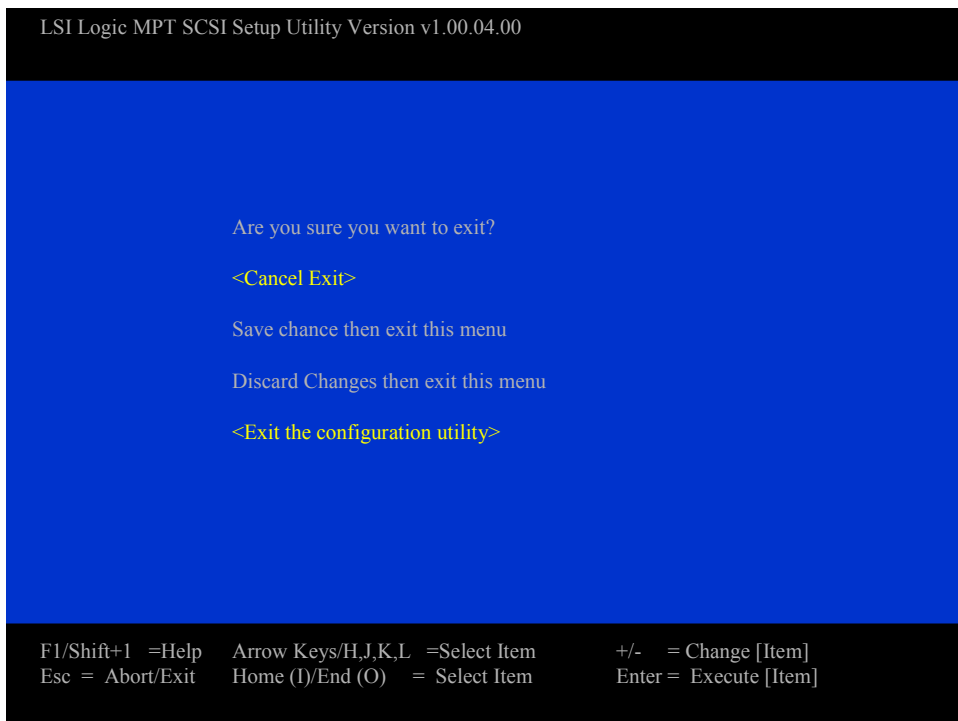 LSI Logic MPT SCSI Setup Utility Version v1.00.04.00
Are you sure you want to exit?
<Cancel Exit>
Save chance then exit this menu
Discard Changes then exit this menu
<Exit the configuration utility>
F1/Shift+1 =Help Arrow Keys/H,J,K,L =Select Item +/- = Change [Item]
Esc = Abort/Exit Home (I)/End (O) = Select Item Enter = Execute [Item]